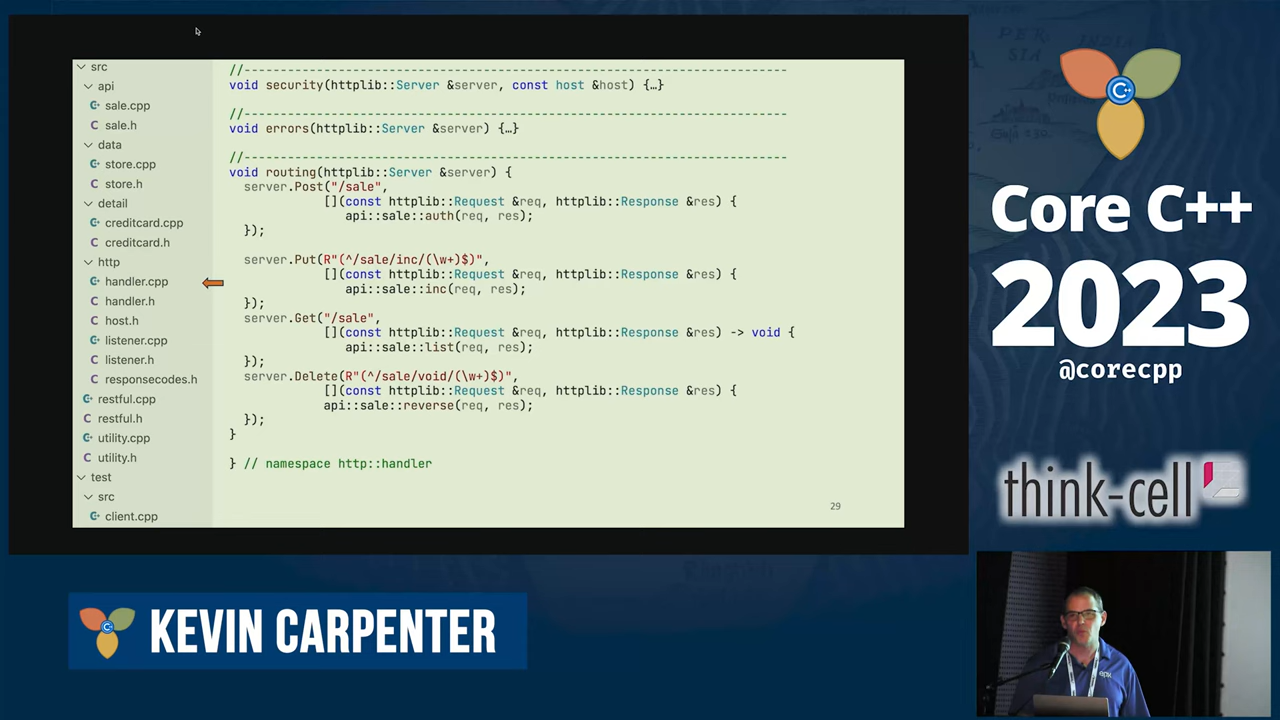 src
api
sale.cpp
C sale.h
data
store.cpp
C store.h
detail
creditcard.cpp
C creditcard.h
http
handler.cpp
C handler.h
C host.h
listener.cpp
C listener.h
C responsecodes.h
restful.cpp
C restful.h
utility.cpp
C utility.h
test
src
client.cpp
//----------------------------------------------------------------------------
void security(httplib::Server &server, const host &host) {…}
//----------------------------------------------------------------------------
void errors(httplib::Server &server) {…}
//----------------------------------------------------------------------------
void routing(httplib::Server &server) {
server.Post("/sale",
[](const httplib::Request &req, httplib::Response &res) {
api::sale::auth(req, res);
});
server.Put(R"(^/sale/inc/(\w+)$)",
[](const httplib::Request &req, httplib::Response &res) {
api::sale::inc(req, res);
});
server.Get("/sale",
[](const httplib::Request &req, httplib::Response &res) -> void {
api::sale::list(req, res);
});
server.Delete(R"(^/sale/void/(\w+)$)",
[](const httplib::Request &req, httplib::Response &res) {
api::sale::reverse(req, res);
});
}
} // namespace http::handler
29
C++
Core C++
2023
@corecpp
think-cell
KEVIN CARPENTER